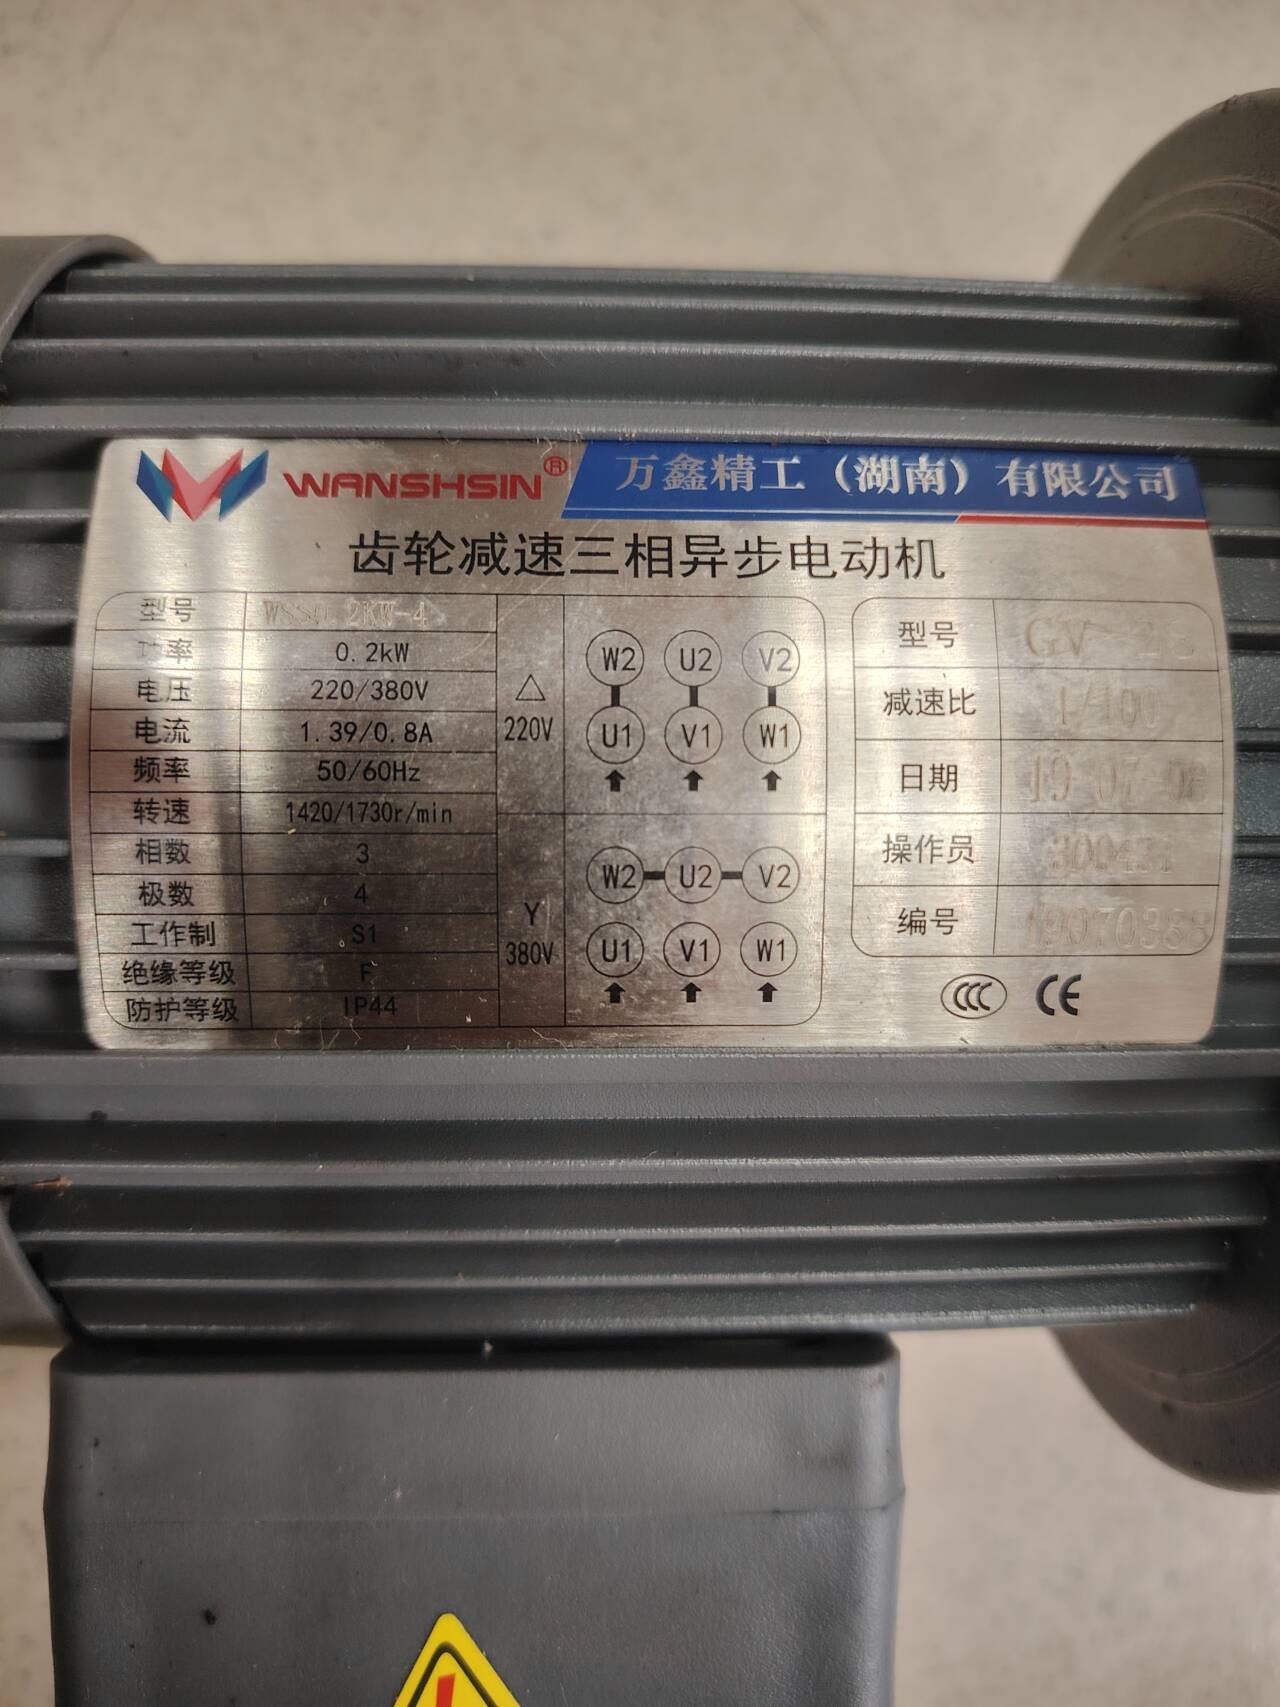 WANSHSIN® 万鑫精工（湖南）有限公司
齿轮减速三相异步电动机
型号 WSS0.2KW-4
功率 0.2kW
电压 220/380V
电流 1.39/0.8A
频率 50/60Hz
转速 1420/1730r/min
相数 3
极数 4
工作制 S1
绝缘等级 F
防护等级 IP44
△ 220V
W2 U2 V2
U1 V1 W1
Y 380V
W2 U2 V2
U1 V1 W1
型号
减速比 1/100
日期
操作员
编号 19070388
CCC CE